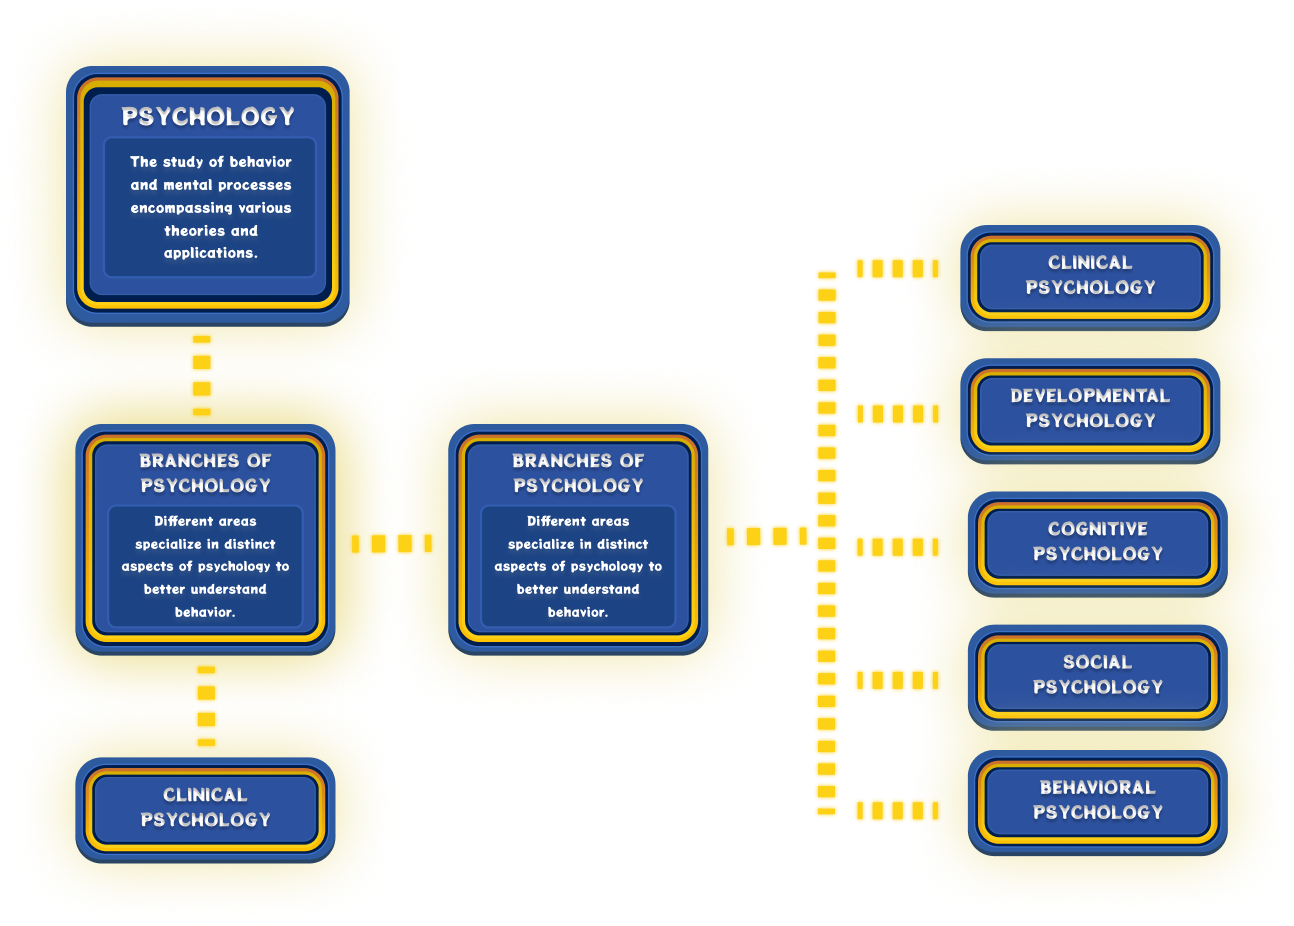 PSYCHOLOGY
The study of behavior
and mental processes
encompassing various
theories and
applications.
BRANCHES OF
PSYCHOLOGY
Different areas
specialize in distinct
aspects of psychology to
better understand
behavior.
CLINICAL
PSYCHOLOGY
BRANCHES OF
PSYCHOLOGY
Different areas
specialize in distinct
aspects of psychology to
better understand
behavior.
CLINICAL
PSYCHOLOGY
DEVELOPMENTAL
PSYCHOLOGY
COGNITIVE
PSYCHOLOGY
SOCIAL
PSYCHOLOGY
BEHAVIORAL
PSYCHOLOGY